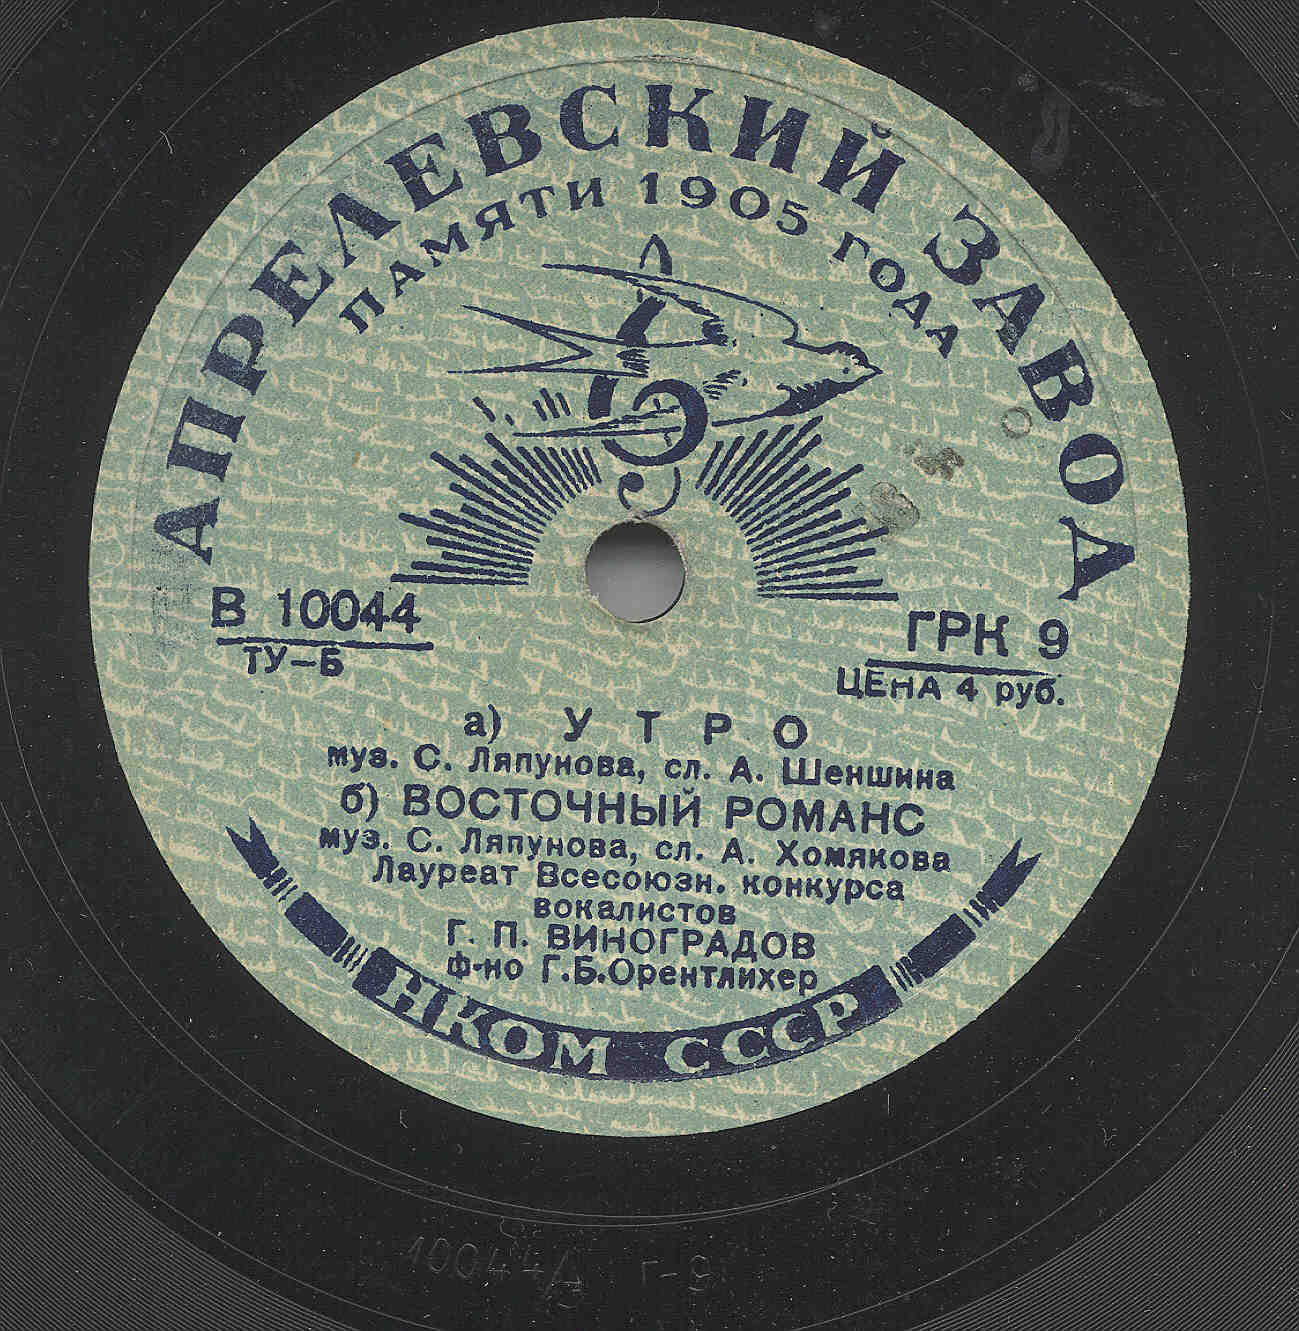 АПРЕЛЕВСКИЙ ЗАВОД
ПАМЯТИ 1905 ГОДА
В 10044
ТУ–Б
ГРК 9
ЦЕНА 4 руб.
а) УТРО
муз. С. Ляпунова, сл. А. Шеншина
б) ВОСТОЧНЫЙ РОМАНС
муз. С. Ляпунова, сл. А. Хомякова
Лауреат Всесоюзн. конкурса
вокалистов
Г. П. ВИНОГРАДОВ
ф-но Г.Б.Орентлихер
НКОМ СССР
10044/А г-9